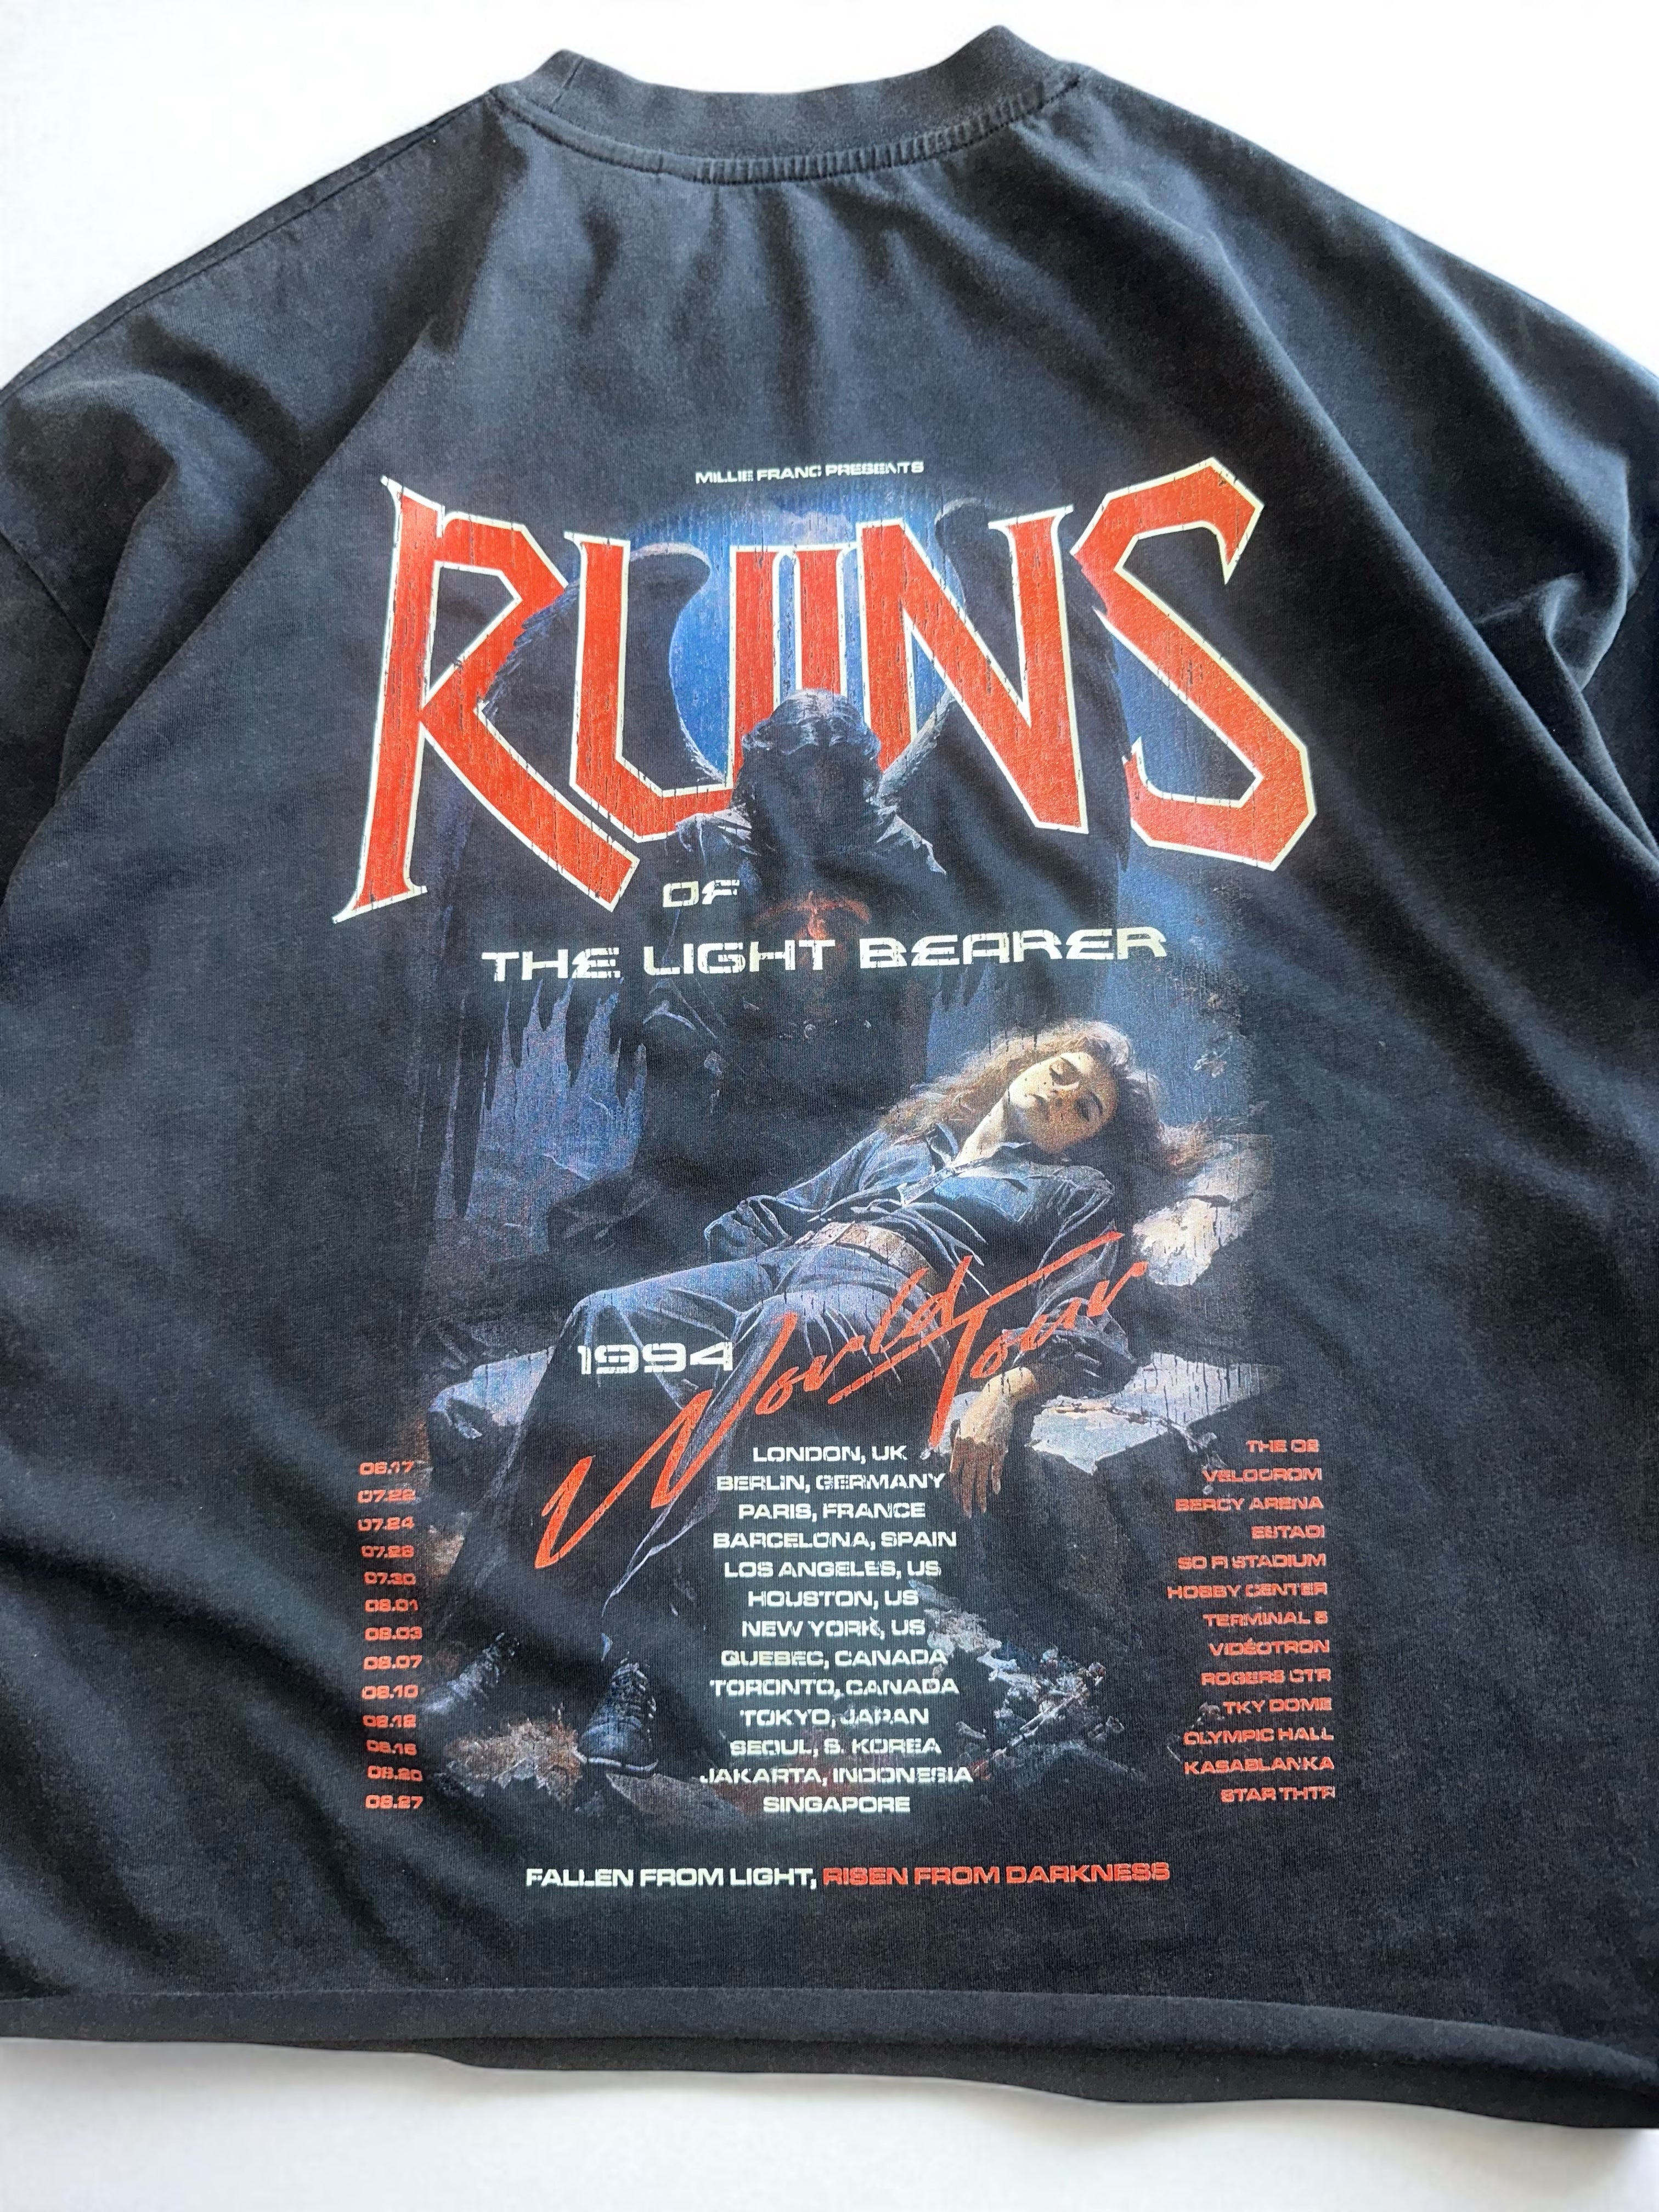 MILLIE FRANC PRESENTS
RUINS
OF
THE LIGHT BEARER
1994 World Tour
06.17 LONDON, UK THE O2
07.22 BERLIN, GERMANY VELODROM
07.24 PARIS, FRANCE BERCY ARENA
07.28 BARCELONA, SPAIN ESTADI
07.30 LOS ANGELES, US SO FI STADIUM
08.01 HOUSTON, US HOBBY CENTER
08.03 NEW YORK, US TERMINAL 5
08.07 QUEBEC, CANADA VIDÉOTRON
08.10 TORONTO, CANADA ROGERS CTR
08.12 TOKYO, JAPAN TKY DOME
08.16 SEOUL, S. KOREA OLYMPIC HALL
08.20 JAKARTA, INDONESIA KASABLANKA
08.27 SINGAPORE STAR THTR
FALLEN FROM LIGHT, RISEN FROM DARKNESS